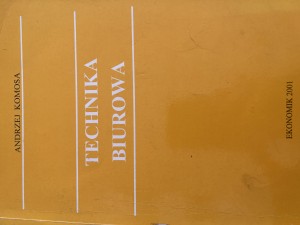 ANDRZEJ KOMOSA
TECHNIKA
BIUROWA
EKONOMIK 2001